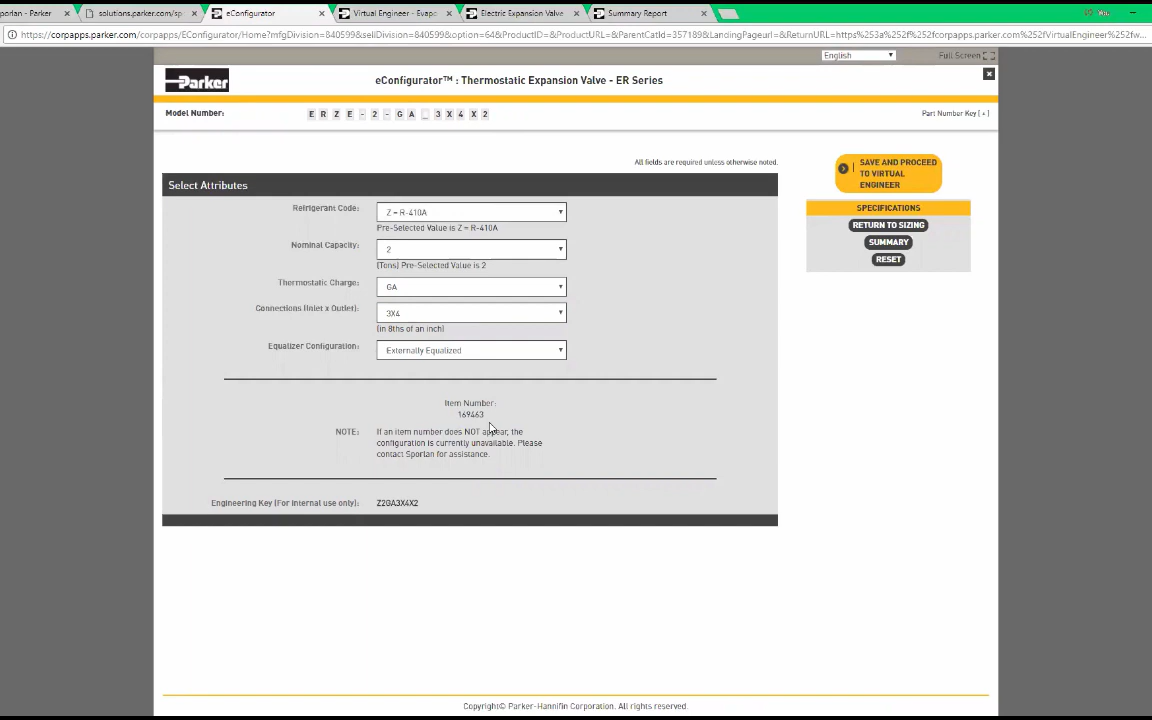 orlan - Parker
solutions.parker.com/sp
eConfigurator
Virtual Engineer - Evapo
Electric Expansion Valve
Summary Report
You
https://corpapps.parker.com/corpapps/EConfigurator/Home?mfgDivision=840599&sellDivision=840599&option=64&ProductID=&ProductURL=&ParentCatId=357189&LandingPageurl=&ReturnURL=https%253a%252f%252fcorpapps.parker.com%252fVirtualEngineer%252fw...
English
Full Screen
Parker
eConfigurator™ : Thermostatic Expansion Valve - ER Series
Model Number:
E R Z E - 2 - G A _ 3 X 4 X 2
Part Number Key [+]
All fields are required unless otherwise noted.
SAVE AND PROCEED
TO VIRTUAL
ENGINEER
Select Attributes
SPECIFICATIONS
Refrigerant Code:
Z = R-410A
RETURN TO SIZING
Pre-Selected Value is Z = R-410A
SUMMARY
Nominal Capacity:
2
RESET
(Tons) Pre-Selected Value is 2
Thermostatic Charge:
GA
Connections (Inlet x Outlet):
3X4
(in 8ths of an inch)
Equalizer Configuration:
Externally Equalized
Item Number:
169463
NOTE:
If an item number does NOT appear, the
configuration is currently unavailable. Please
contact Sporlan for assistance.
Engineering Key (For internal use only):
Z2GA3X4X2
Copyright© Parker-Hannifin Corporation. All rights reserved.